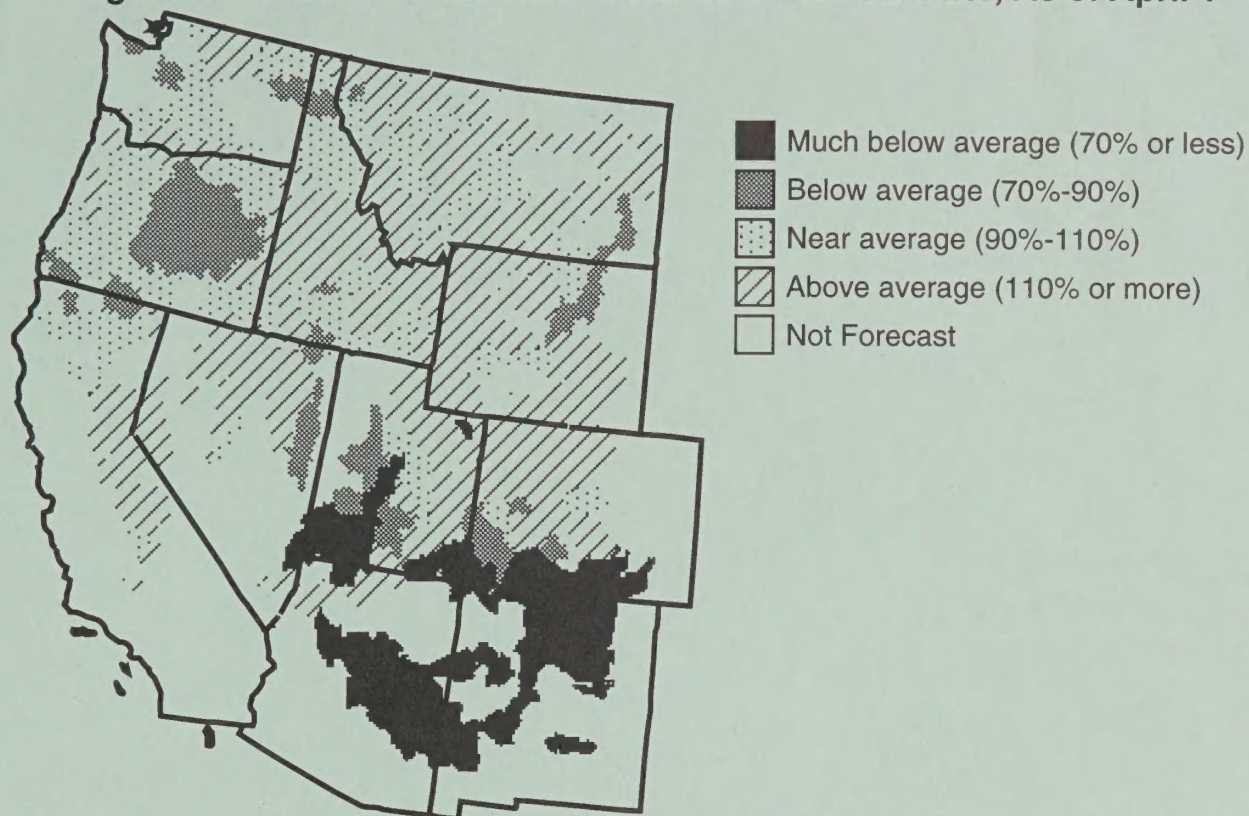 Much below average (70% or less)
Below average (70%-90%)
Near average (90%-110%)
Above average (110% or more)
Not Forecast